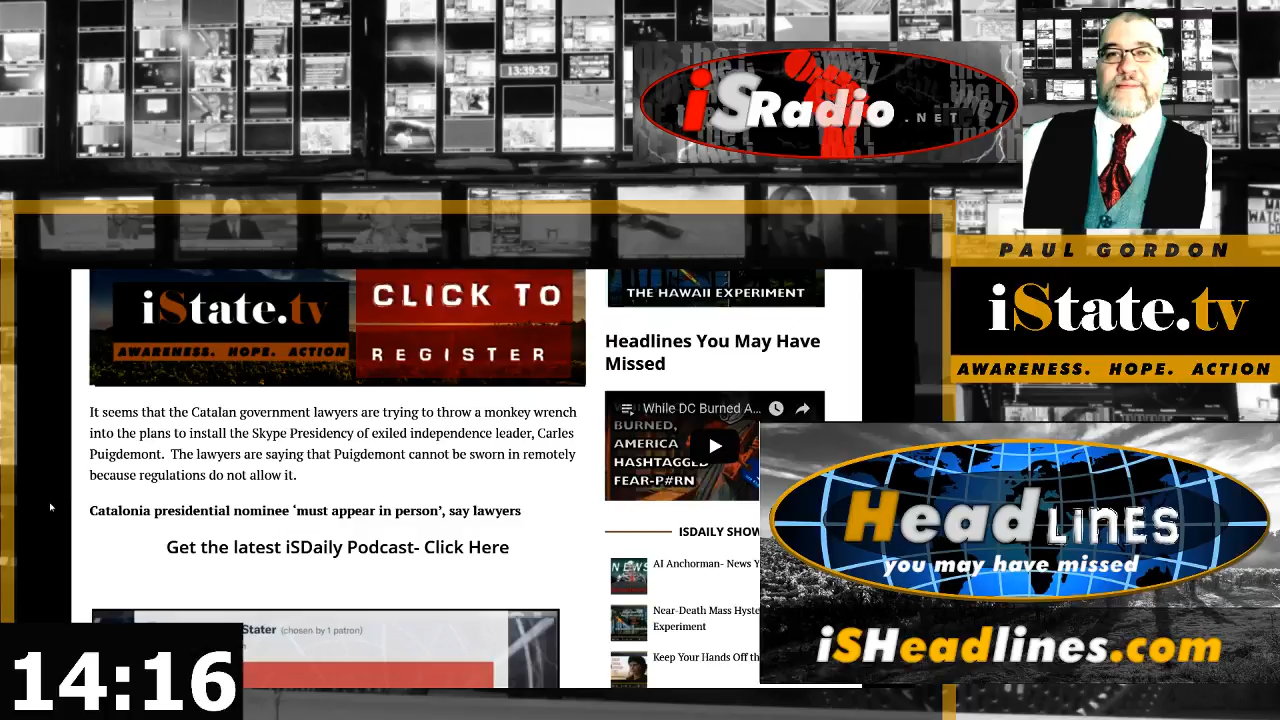 13:39:32
iSRadio
.NET
PAUL GORDON
iState.tv
AWARENESS. HOPE. ACTION
iState.tv
AWARENESS. HOPE. ACTION
CLICK TO
REGISTER
THE HAWAII EXPERIMENT
Headlines You May Have
Missed
It seems that the Catalan government lawyers are trying to throw a monkey wrench
into the plans to install the Skype Presidency of exiled independence leader, Carles
Puigdemont. The lawyers are saying that Puigdemont cannot be sworn in remotely
because regulations do not allow it.
Catalonia presidential nominee ‘must appear in person’, say lawyers
Get the latest iSDaily Podcast- Click Here
While DC Burned A...
BURNED,
AMERICA
HASHTAGGED
FEAR-P#RN
ISDAILY SHOW
AI Anchorman- News Y
Near-Death Mass Hyste
Experiment
Keep Your Hands Off th
Stater (chosen by 1 patron)
Head LINES
you may have missed
iSHeadlines.com
14:16